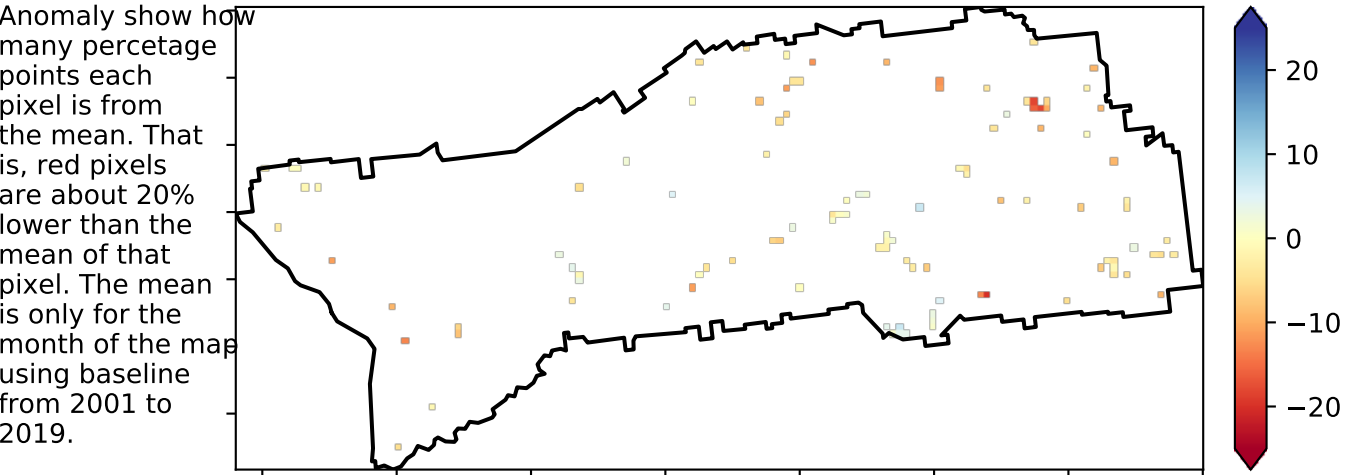 Anomaly show how
many percetage
points each
pixel is from
the mean. That
is, red pixels
are about 20%
lower than the
mean of that
pixel. The mean
is only for the
month of the map
using baseline
from 2001 to
2019.
20
10
0
−10
−20